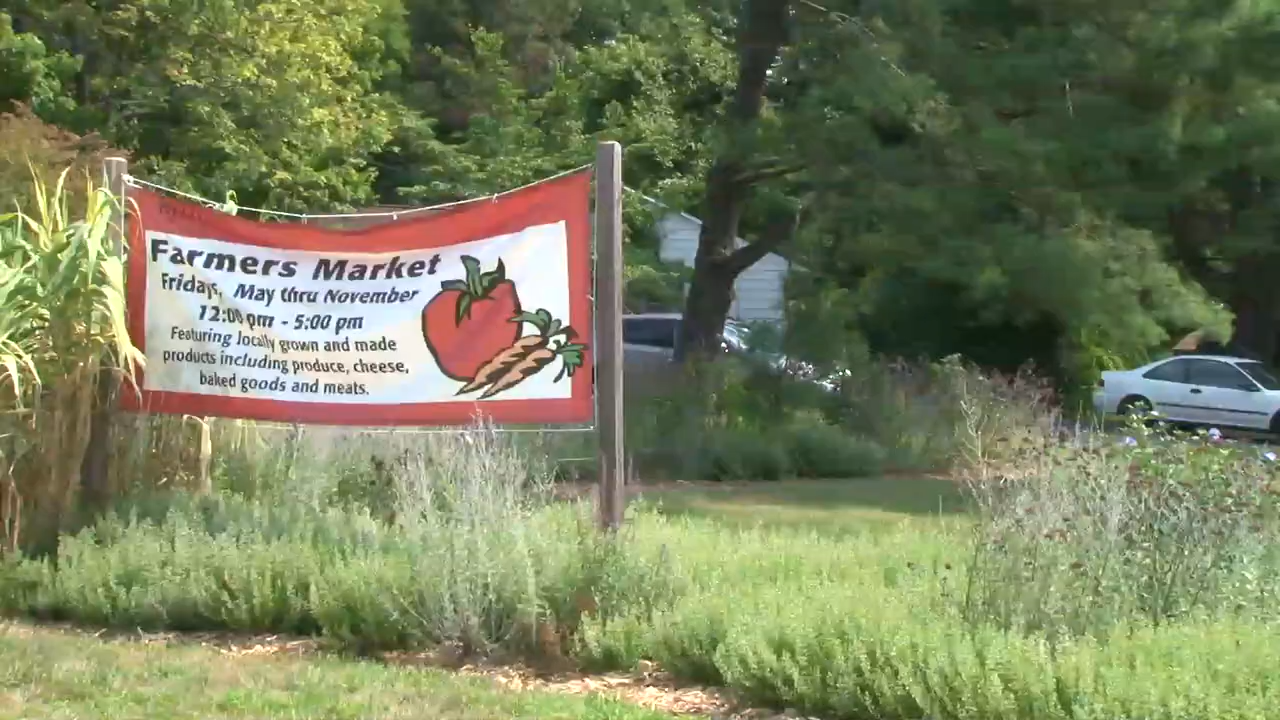 Farmers Market
Fridays, May thru November
12:00 pm - 5:00 pm
Featuring locally grown and made
products including produce, cheese,
baked goods and meats.